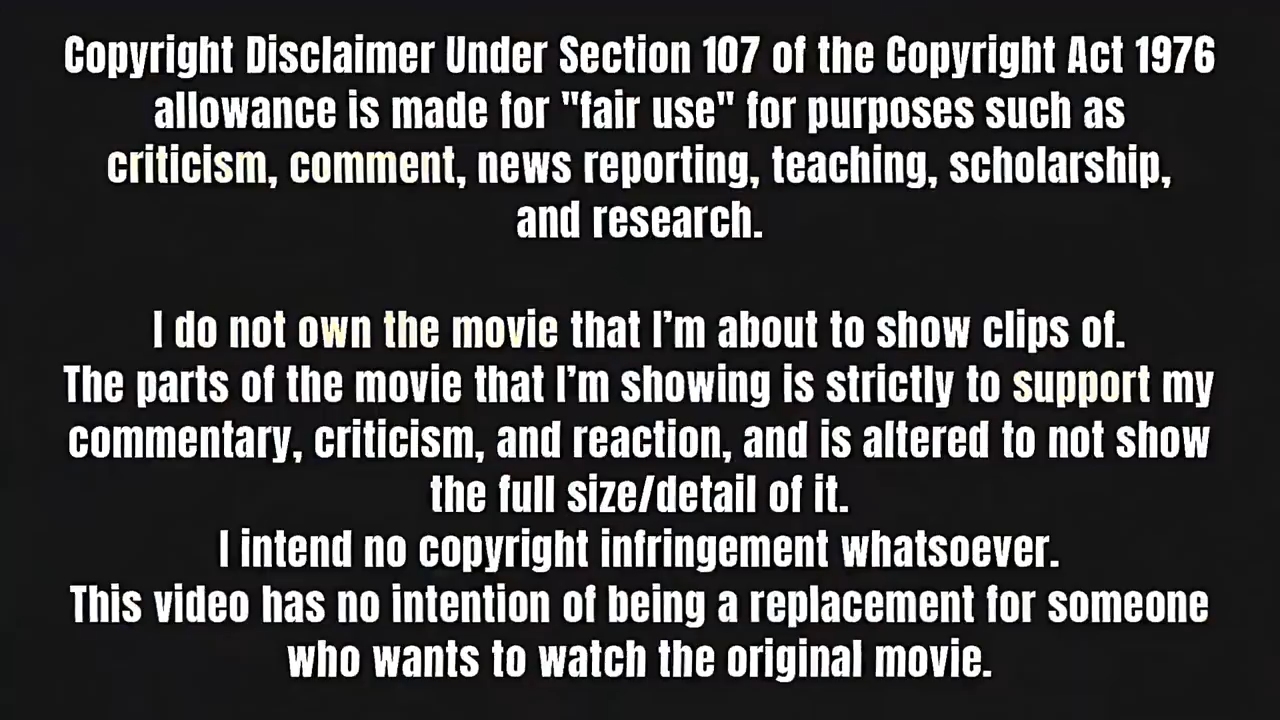 Copyright Disclaimer Under Section 107 of the Copyright Act 1976
allowance is made for "fair use" for purposes such as
criticism, comment, news reporting, teaching, scholarship,
and research.
I do not own the movie that I’m about to show clips of.
The parts of the movie that I’m showing is strictly to support my
commentary, criticism, and reaction, and is altered to not show
the full size/detail of it.
I intend no copyright infringement whatsoever.
This video has no intention of being a replacement for someone
who wants to watch the original movie.